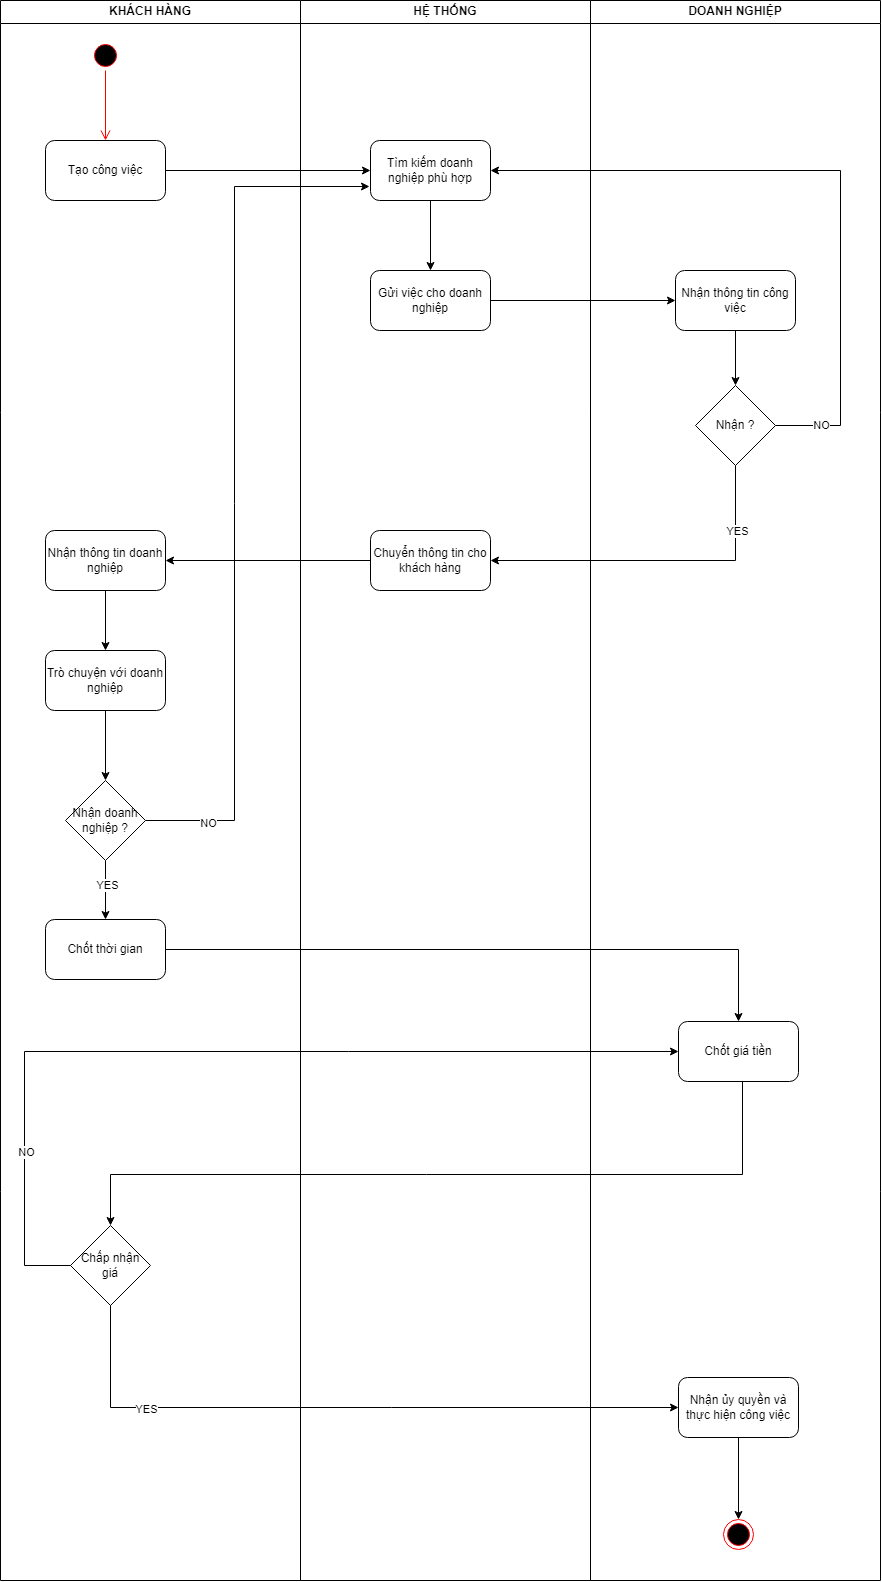 KHÁCH HÀNG
HỆ THỐNG
DOANH NGHIỆP
Tạo công việc
Tìm kiếm doanh
nghiệp phù hợp
Gửi việc cho doanh
nghiệp
Nhận thông tin công
việc
Nhận ?
NO
YES
Nhận thông tin doanh
nghiệp
Chuyển thông tin cho
khách hàng
Trò chuyện với doanh
nghiệp
Nhận doanh
nghiệp ?
NO
YES
Chốt thời gian
Chốt giá tiền
NO
Chấp nhận
giá
YES
Nhận ủy quyền và
thực hiện công việc